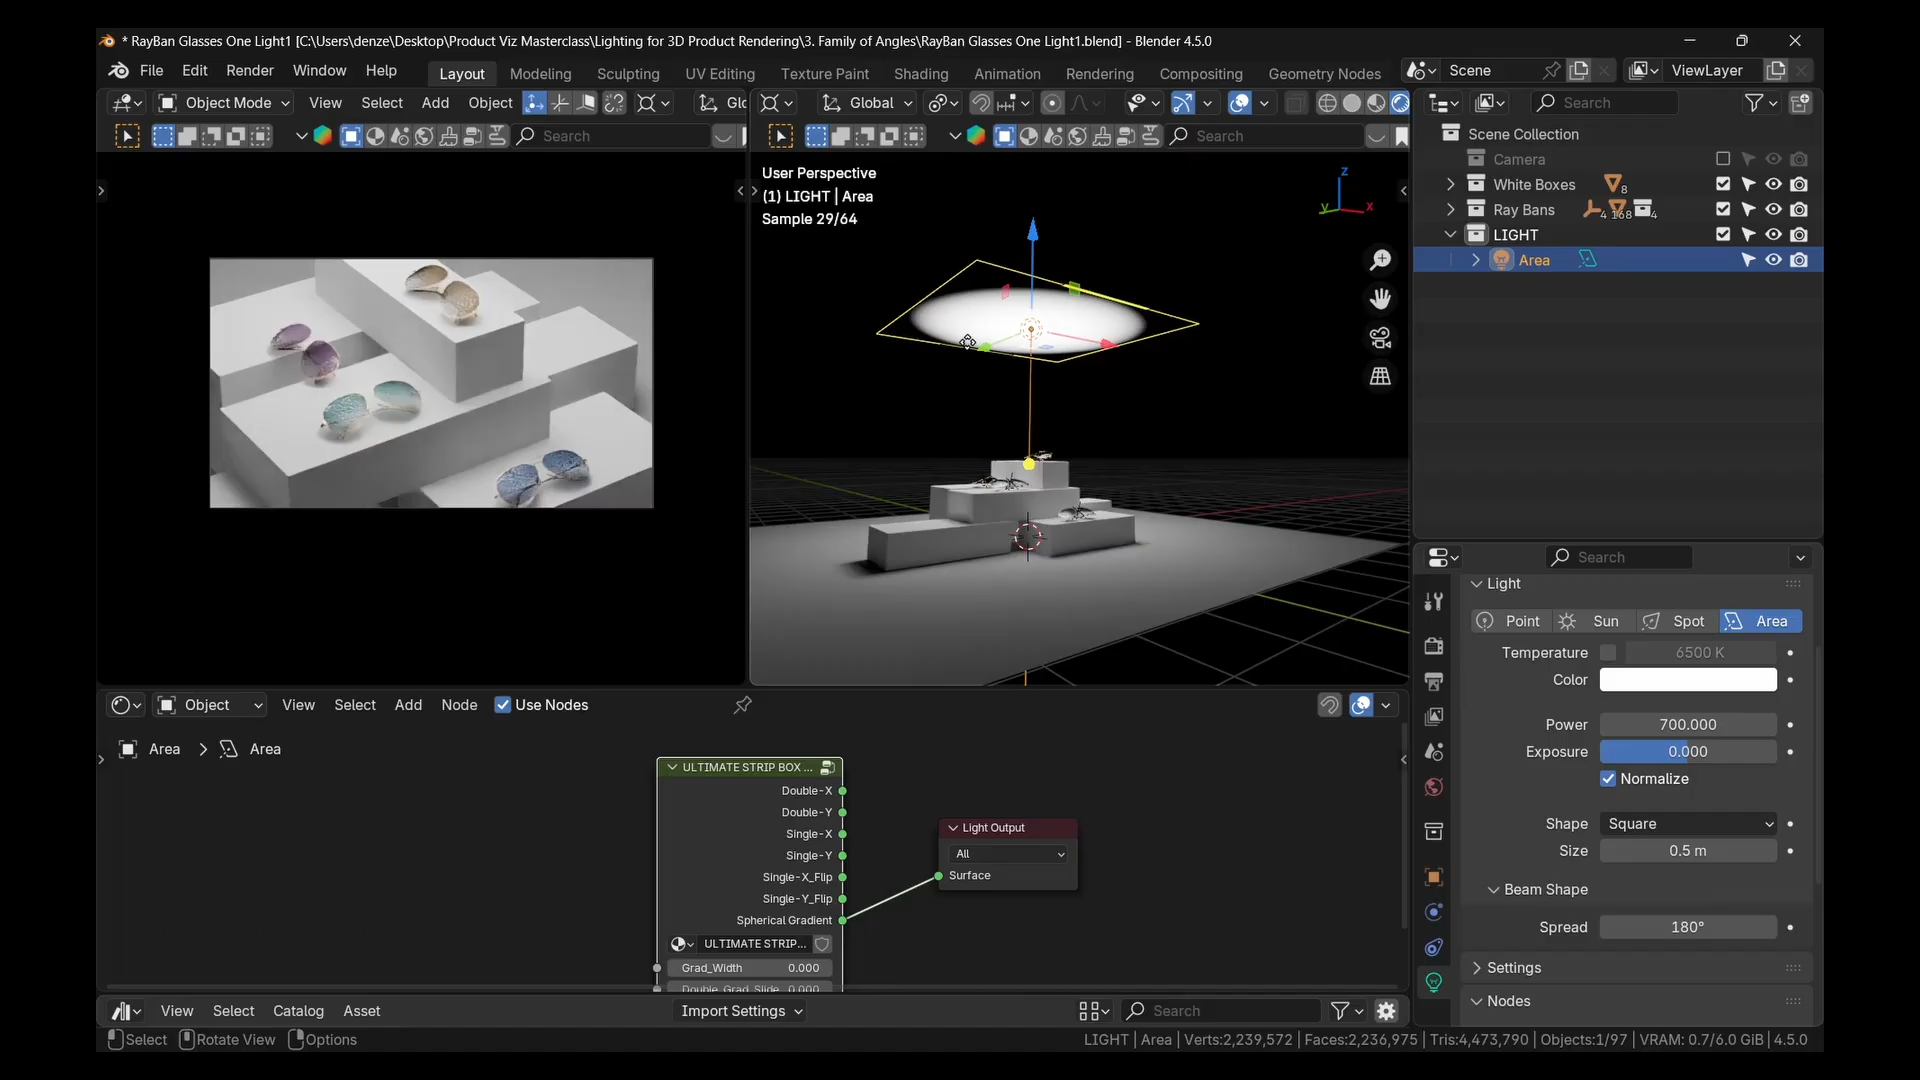 * RayBan Glasses One Light1 [C:\Users\denze\Desktop\Product Viz Masterclass\Lighting for 3D Product Rendering\3. Family of Angles\RayBan Glasses One Light1.blend] - Blender 4.5.0
File Edit Render Window Help
Layout Modeling Sculpting UV Editing Texture Paint Shading Animation Rendering Compositing Geometry Nodes
Scene
ViewLayer
Object Mode View Select Add Object
Glo
Global
Search
Search
Search
User Perspective
(1) LIGHT | Area
Sample 29/64
Z
Y
X
Scene Collection
Camera
White Boxes 8
Ray Bans 4 168 4
LIGHT
Area
Search
Light
Point Sun Spot Area
Temperature 6500 K
Color
Power 700.000
Exposure 0.000
Normalize
Shape Square
Size 0.5 m
Beam Shape
Spread 180°
Settings
Nodes
Object View Select Add Node Use Nodes
Area > Area
ULTIMATE STRIP BOX ...
Double-X
Double-Y
Single-X
Single-Y
Single-X_Flip
Single-Y_Flip
Spherical Gradient
ULTIMATE STRIP...
Grad_Width 0.000
Double_Grad_Slide 0.000
Light Output
All
Surface
View Select Catalog Asset
Import Settings
Search
Select Rotate View Options
LIGHT | Area | Verts:2,239,572 | Faces:2,236,975 | Tris:4,473,790 | Objects:1/97 | VRAM: 0.7/6.0 GiB | 4.5.0